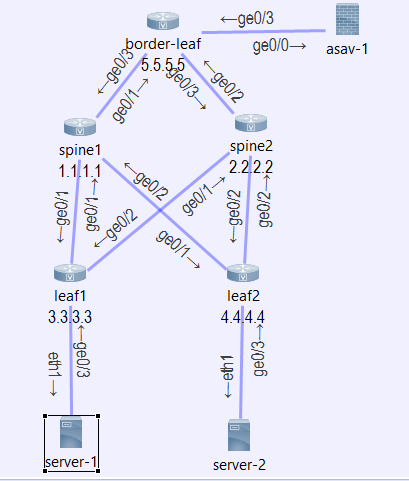 ←ge0/3
border-leaf
ge0/0→
asav-1
5.5.5.5
←ge0/3
ge0/1→
ge0/3→
←ge0/2
spine1
1.1.1.1
spine2
2.2.2.2
←ge0/1
ge0/1→
←ge0/2
ge0/1→
←ge0/2
ge0/2→
←ge0/2
ge0/1→
leaf1
3.3.3.3
leaf2
4.4.4.4
eth1→
←ge0/3
←eth1
ge0/3→
server-1
server-2